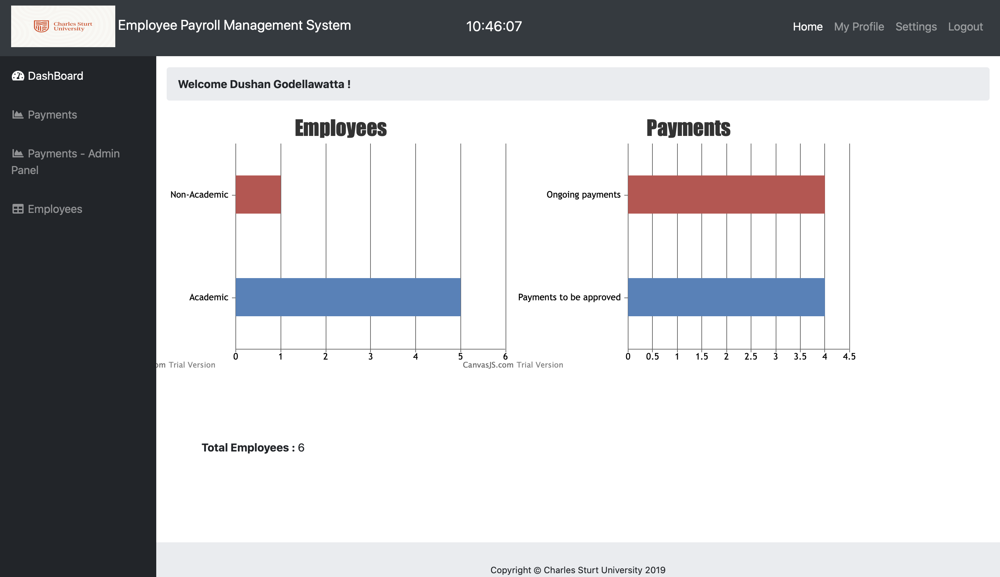 Charles Sturt
University
Employee Payroll Management System
10:46:07
Home
My Profile
Settings
Logout
DashBoard
Payments
Payments - Admin
Panel
Employees
Welcome Dushan Godellawatta !
Employees
Non-Academic
Academic
0 1 2 3 4 5 6
Trial Version
Payments
Ongoing payments
Payments to be approved
0 0.5 1 1.5 2 2.5 3 3.5 4 4.5
CanvasJS.com Trial Version
Total Employees : 6
Copyright © Charles Sturt University 2019